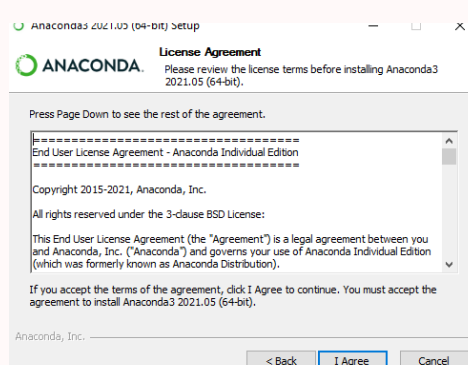 Anaconda3 2021.05 (64-bit) Setup
License Agreement
ANACONDA.
Please review the license terms before installing Anaconda3
2021.05 (64-bit).
Press Page Down to see the rest of the agreement.
===================================
End User License Agreement - Anaconda Individual Edition
===================================
Copyright 2015-2021, Anaconda, Inc.
All rights reserved under the 3-clause BSD License:
This End User License Agreement (the "Agreement") is a legal agreement between you
and Anaconda, Inc. ("Anaconda") and governs your use of Anaconda Individual Edition
(which was formerly known as Anaconda Distribution).
If you accept the terms of the agreement, click I Agree to continue. You must accept the
agreement to install Anaconda3 2021.05 (64-bit).
Anaconda, Inc.
< Back
I Agree
Cancel